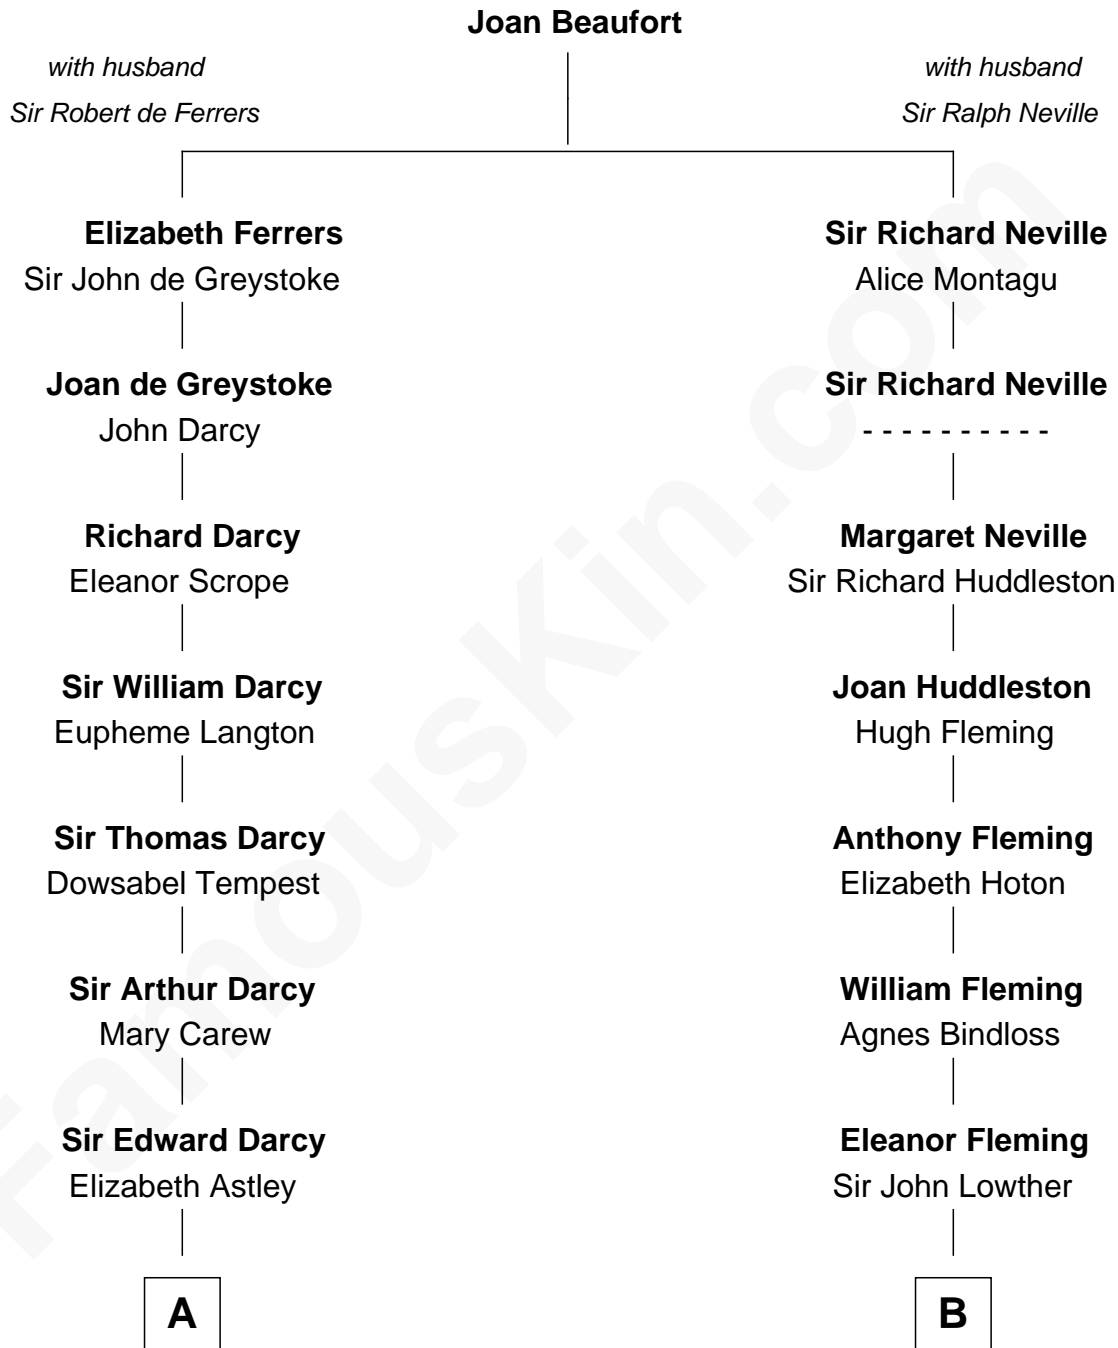 Joan Beaufort
with husband
Sir Robert de Ferrers
with husband
Sir Ralph Neville
Elizabeth Ferrers
Sir John de Greystoke
Sir Richard Neville
Alice Montagu
Joan de Greystoke
John Darcy
Sir Richard Neville
- - - - - - - - - -
Richard Darcy
Eleanor Scrope
Margaret Neville
Sir Richard Huddleston
Sir William Darcy
Eupheme Langton
Joan Huddleston
Hugh Fleming
Sir Thomas Darcy
Dowsabel Tempest
Anthony Fleming
Elizabeth Hoton
Sir Arthur Darcy
Mary Carew
William Fleming
Agnes Bindloss
Sir Edward Darcy
Elizabeth Astley
Eleanor Fleming
Sir John Lowther
A
B
FamousKin.com